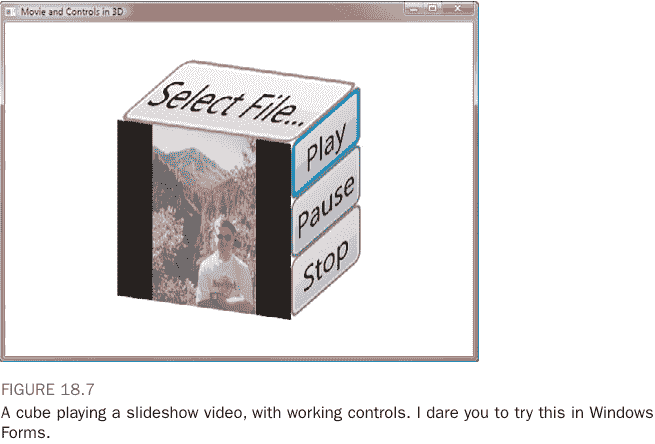 Movie and Controls in 3D
Select File...
Play
Pause
Stop
FIGURE 18.7
A cube playing a slideshow video, with working controls. I dare you to try this in Windows
Forms.